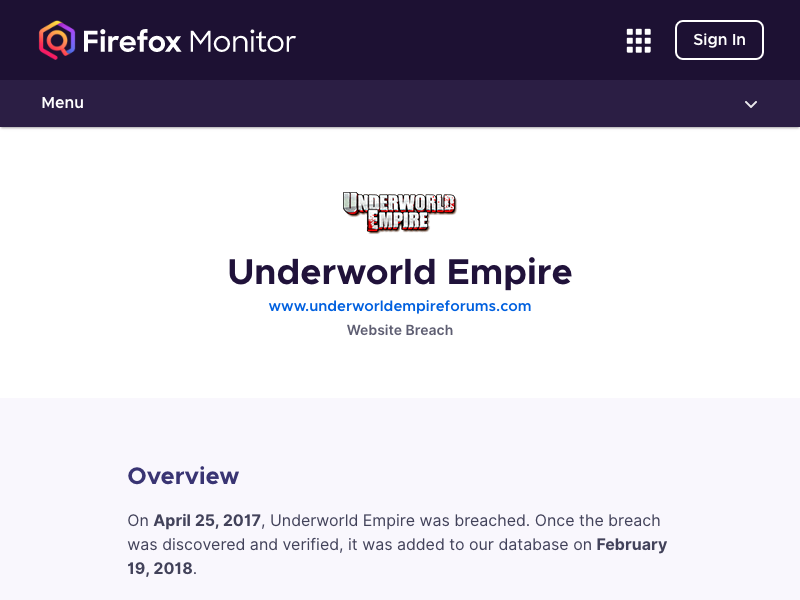 Firefox Monitor
Sign In
Menu
UNDERWORLD
EMPIRE
Underworld Empire
www.underworldempireforums.com
Website Breach
Overview
On April 25, 2017, Underworld Empire was breached. Once the breach
was discovered and verified, it was added to our database on February
19, 2018.